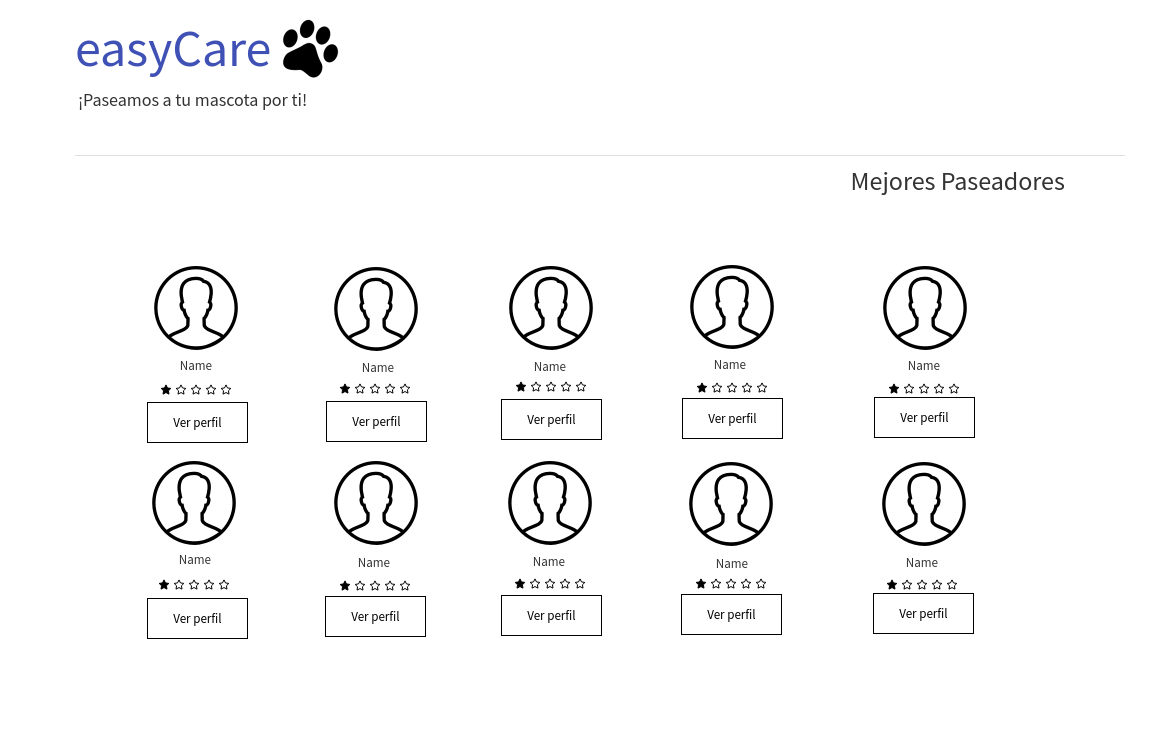 easyCare
¡Paseamos a tu mascota por ti!
Mejores Paseadores
Name Name Name Name Name
Ver perfil Ver perfil Ver perfil Ver perfil Ver perfil
Name Name Name Name Name
Ver perfil Ver perfil Ver perfil Ver perfil Ver perfil